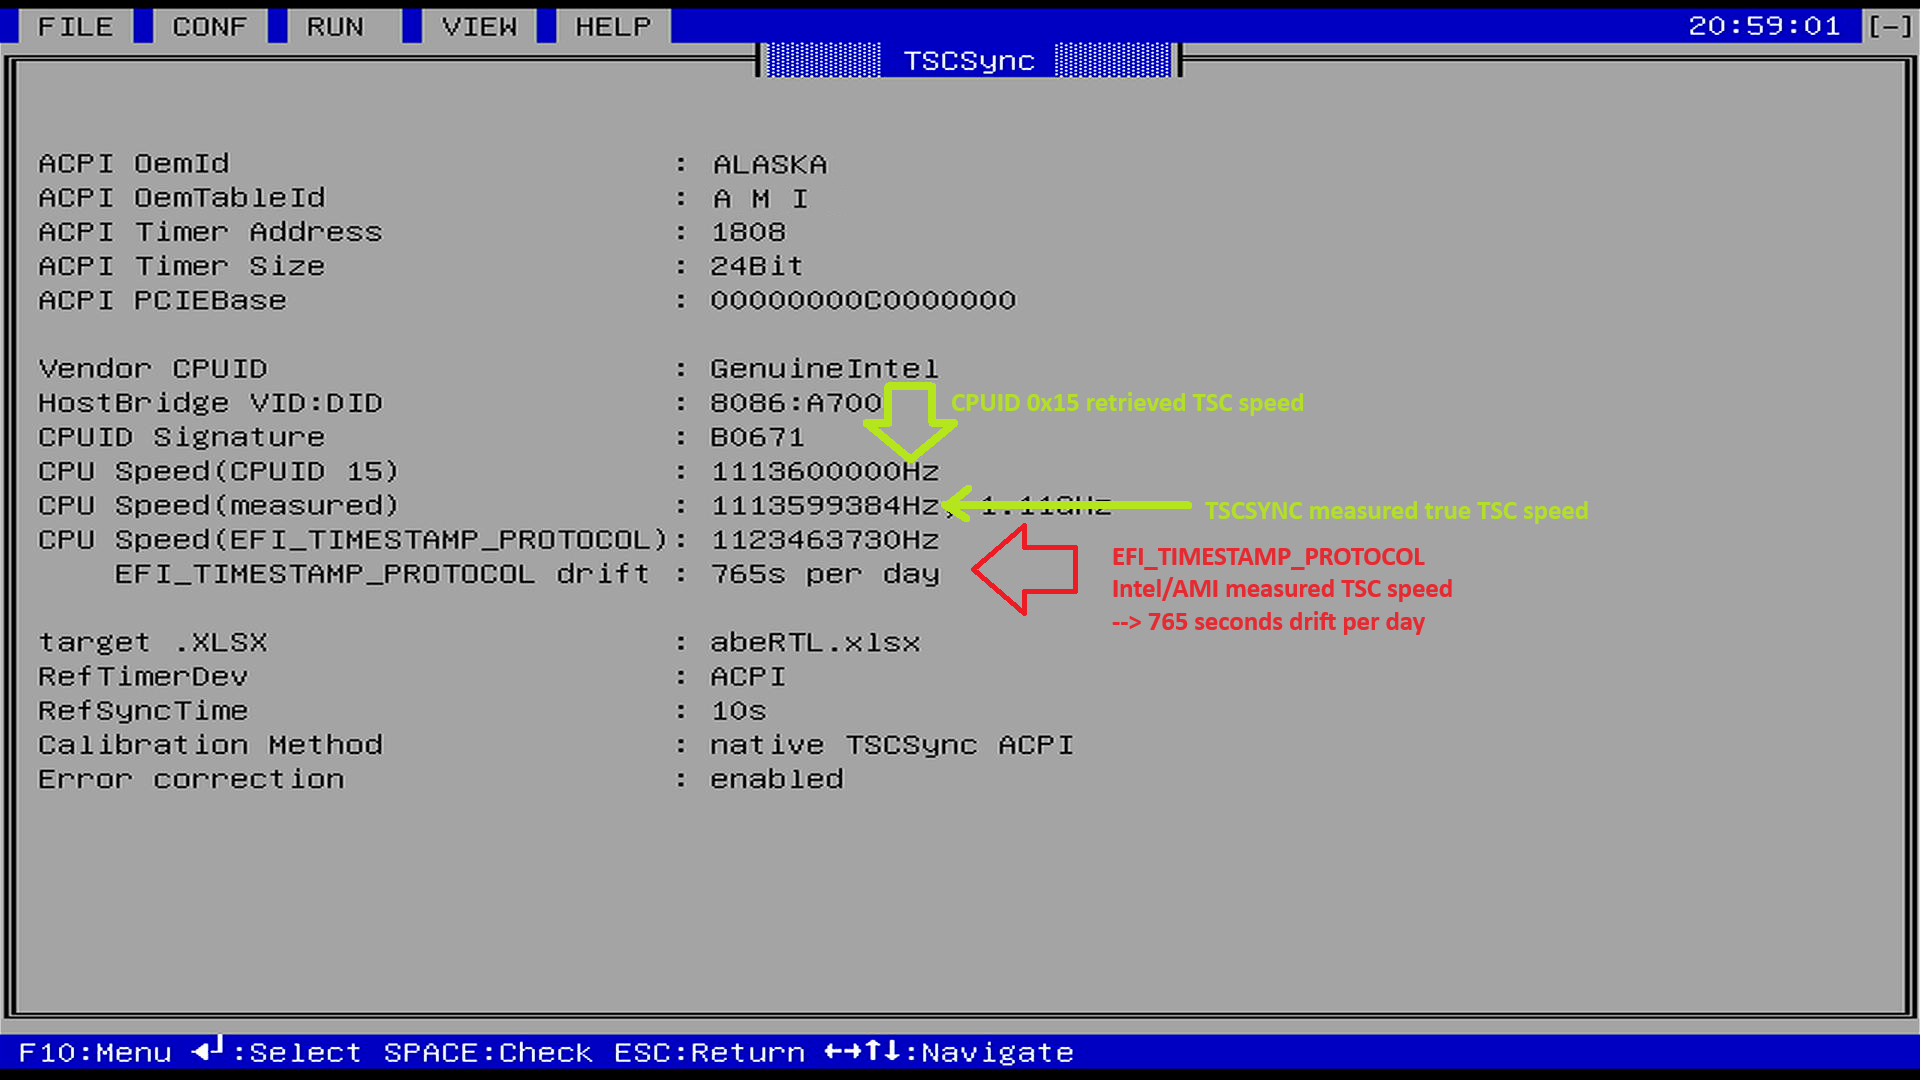 FILE CONF RUN VIEW HELP 20:59:01 [-]
TSCSync
ACPI OemId : ALASKA
ACPI OemTableId : A M I
ACPI Timer Address : 1808
ACPI Timer Size : 24Bit
ACPI PCIEBase : 00000000C0000000
Vendor CPUID : GenuineIntel
HostBridge VID:DID : 8086:A700
CPUID 0x15 retrieved TSC speed
CPUID Signature : B0671
CPU Speed(CPUID 15) : 1113600000Hz
CPU Speed(measured) : 1113599384Hz, 1.11GHz
TSCSYNC measured true TSC speed
CPU Speed(EFI_TIMESTAMP_PROTOCOL): 1123463730Hz
EFI_TIMESTAMP_PROTOCOL drift : 765s per day
EFI_TIMESTAMP_PROTOCOL
Intel/AMI measured TSC speed
--> 765 seconds drift per day
target .XLSX : abeRTL.xlsx
RefTimerDev : ACPI
RefSyncTime : 10s
Calibration Method : native TSCSync ACPI
Error correction : enabled
F10:Menu ◄┘:Select SPACE:Check ESC:Return ←→↑↓:Navigate